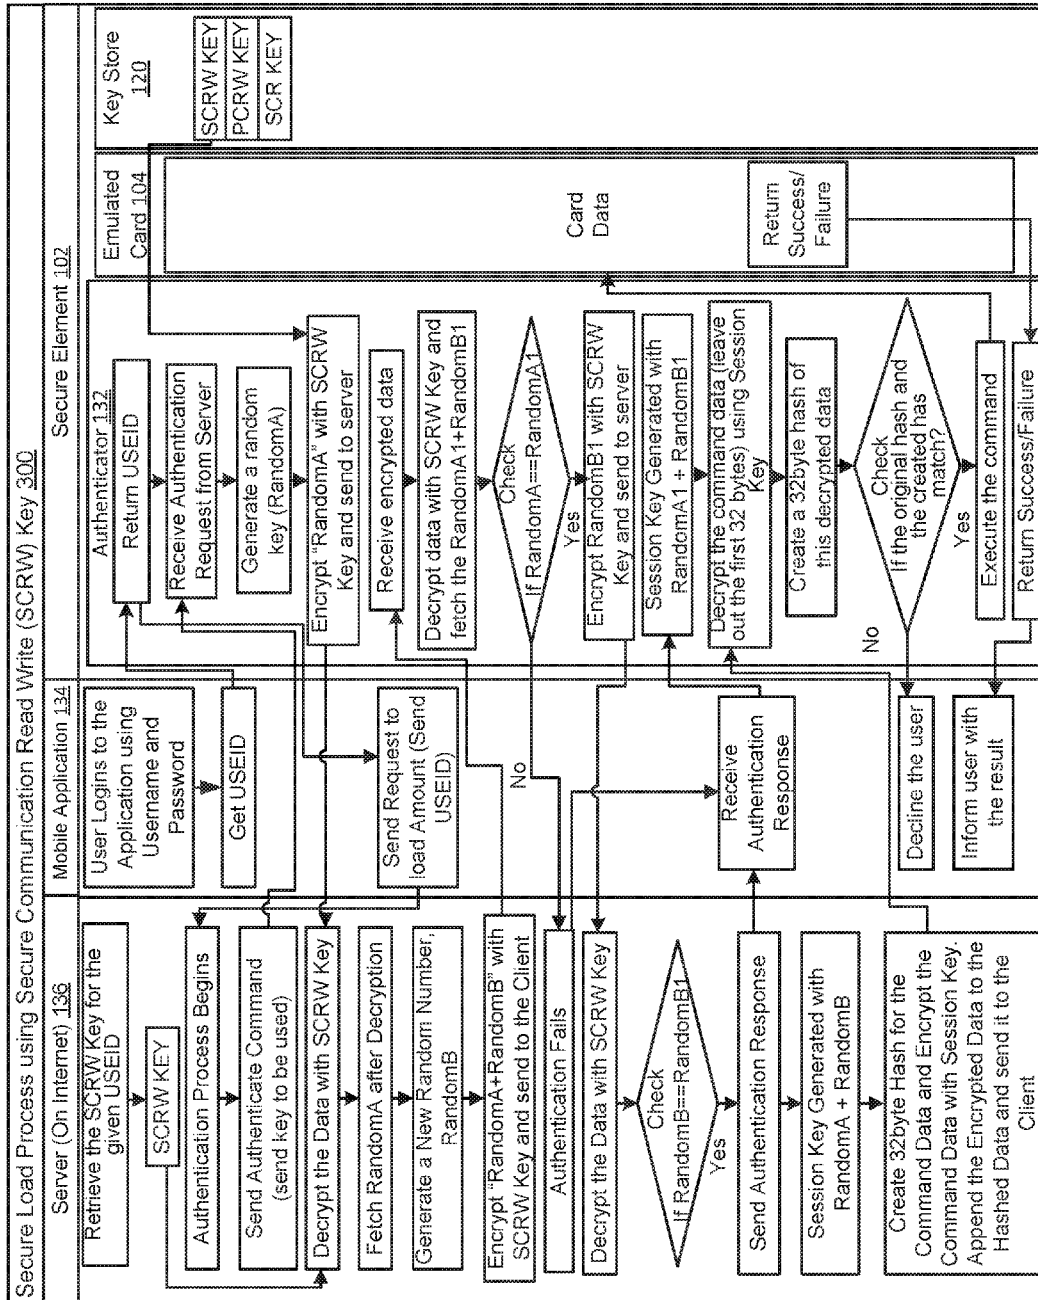 Secure Load Process using Secure Communication Read Write (SCRW) Key 300
Server (On Internet) 136
Retrieve the SCRW Key for the
given USEID
SCRW KEY
Authentication Process Begins
Send Authenticate Command
(send key to be used)
Decrypt the Data with SCRW Key
Fetch RandomA after Decryption
Generate a New Random Number,
RandomB
Encrypt "RandomA+RandomB" with
SCRW Key and send to the Client
Authentication Fails
Decrypt the Data with SCRW Key
Check
If RandomB==RandomB1
Yes
Send Authentication Response
Session Key Generated with
RandomA + RandomB
Create 32byte Hash for the
Command Data and Encrypt the
Command Data with Session Key.
Append the Encrypted Data to the
Hashed Data and send it to the
Client
Mobile Application 134
User Logins to the
Application using
Username and
Password
Get USEID
Send Request to
load Amount (Send
USEID)
No
Receive
Authentication
Response
Decline the user
Inform user with
the result
Secure Element 102
Authenticator 132
Return USEID
Receive Authentication
Request from Server
Generate a random
key (RandomA)
Encrypt "RandomA" with SCRW
Key and send to server
Receive encrypted data
Decrypt data with SCRW Key and
fetch the RandomA1+RandomB1
Check
If RandomA==RandomA1
Yes
Encrypt RandomB1 with SCRW
Key and send to server
Session Key Generated with
RandomA1 + RandomB1
Decrypt the command data (leave
out the first 32 bytes) using Session
Key
Create a 32byte hash of
this decrypted data
Check
If the original hash and
the created has
match?
No
Yes
Execute the command
Return Success/Failure
Emulated
Card 104
Card
Data
Return
Success/
Failure
Key Store
120
SCRW KEY
PCRW KEY
SCR KEY